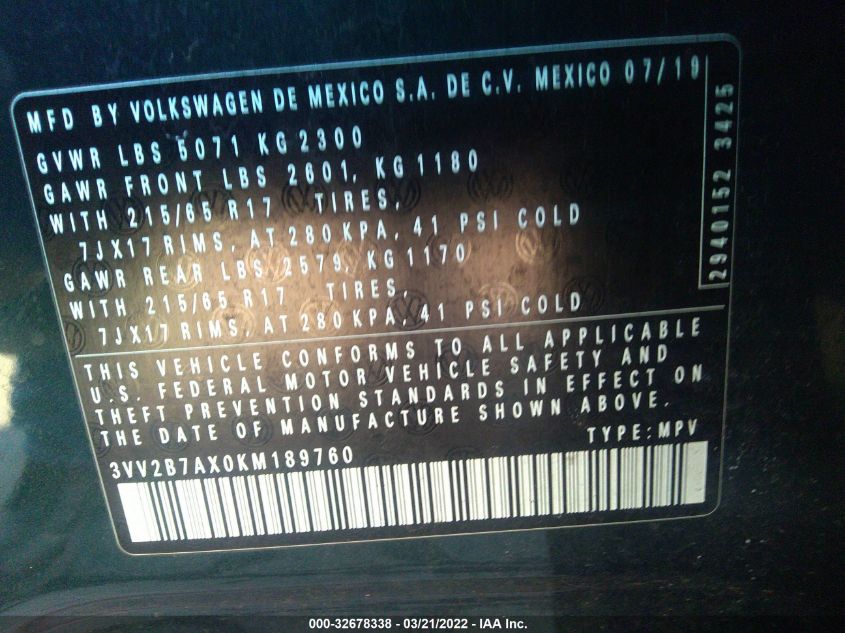 MFD BY VOLKSWAGEN DE MEXICO S.A. DE C.V. MEXICO 07/19
GVWR LBS 5071 KG 2300
GAWR FRONT LBS 2601, KG 1180
WITH 215/65 R17 TIRES,
7JX17 RIMS, AT 280 KPA, 41 PSI COLD
GAWR REAR LBS 2579, KG 1170
WITH 215/65 R17 TIRES,
7JX17 RIMS, AT 280 KPA, 41 PSI COLD
2940152 3425
THIS VEHICLE CONFORMS TO ALL APPLICABLE
U.S. FEDERAL MOTOR VEHICLE SAFETY AND
THEFT PREVENTION STANDARDS IN EFFECT ON
THE DATE OF MANUFACTURE SHOWN ABOVE.
3VV2B7AX0KM189760 TYPE: MPV
000-32678338 - 03/21/2022 - IAA Inc.